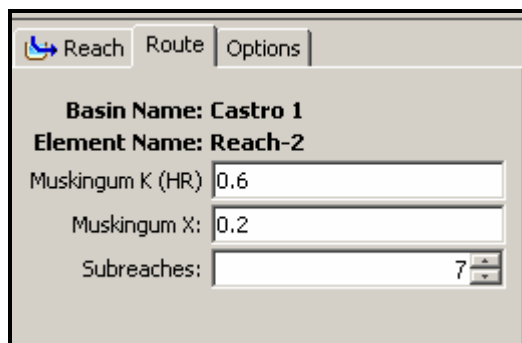 Reach Route Options
Basin Name: Castro 1
Element Name: Reach-2
Muskingum K (HR) 0.6
Muskingum X: 0.2
Subreaches: 7